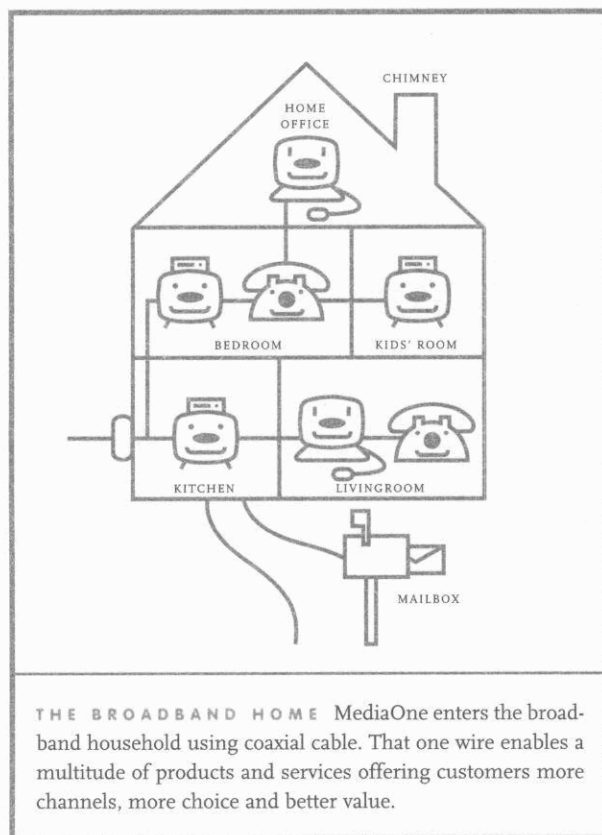 CHIMNEY
HOME
OFFICE
BEDROOM
KIDS' ROOM
KITCHEN
LIVINGROOM
MAILBOX
THE BROADBAND HOME MediaOne enters the broad-
band household using coaxial cable. That one wire enables a
multitude of products and services offering customers more
channels, more choice and better value.